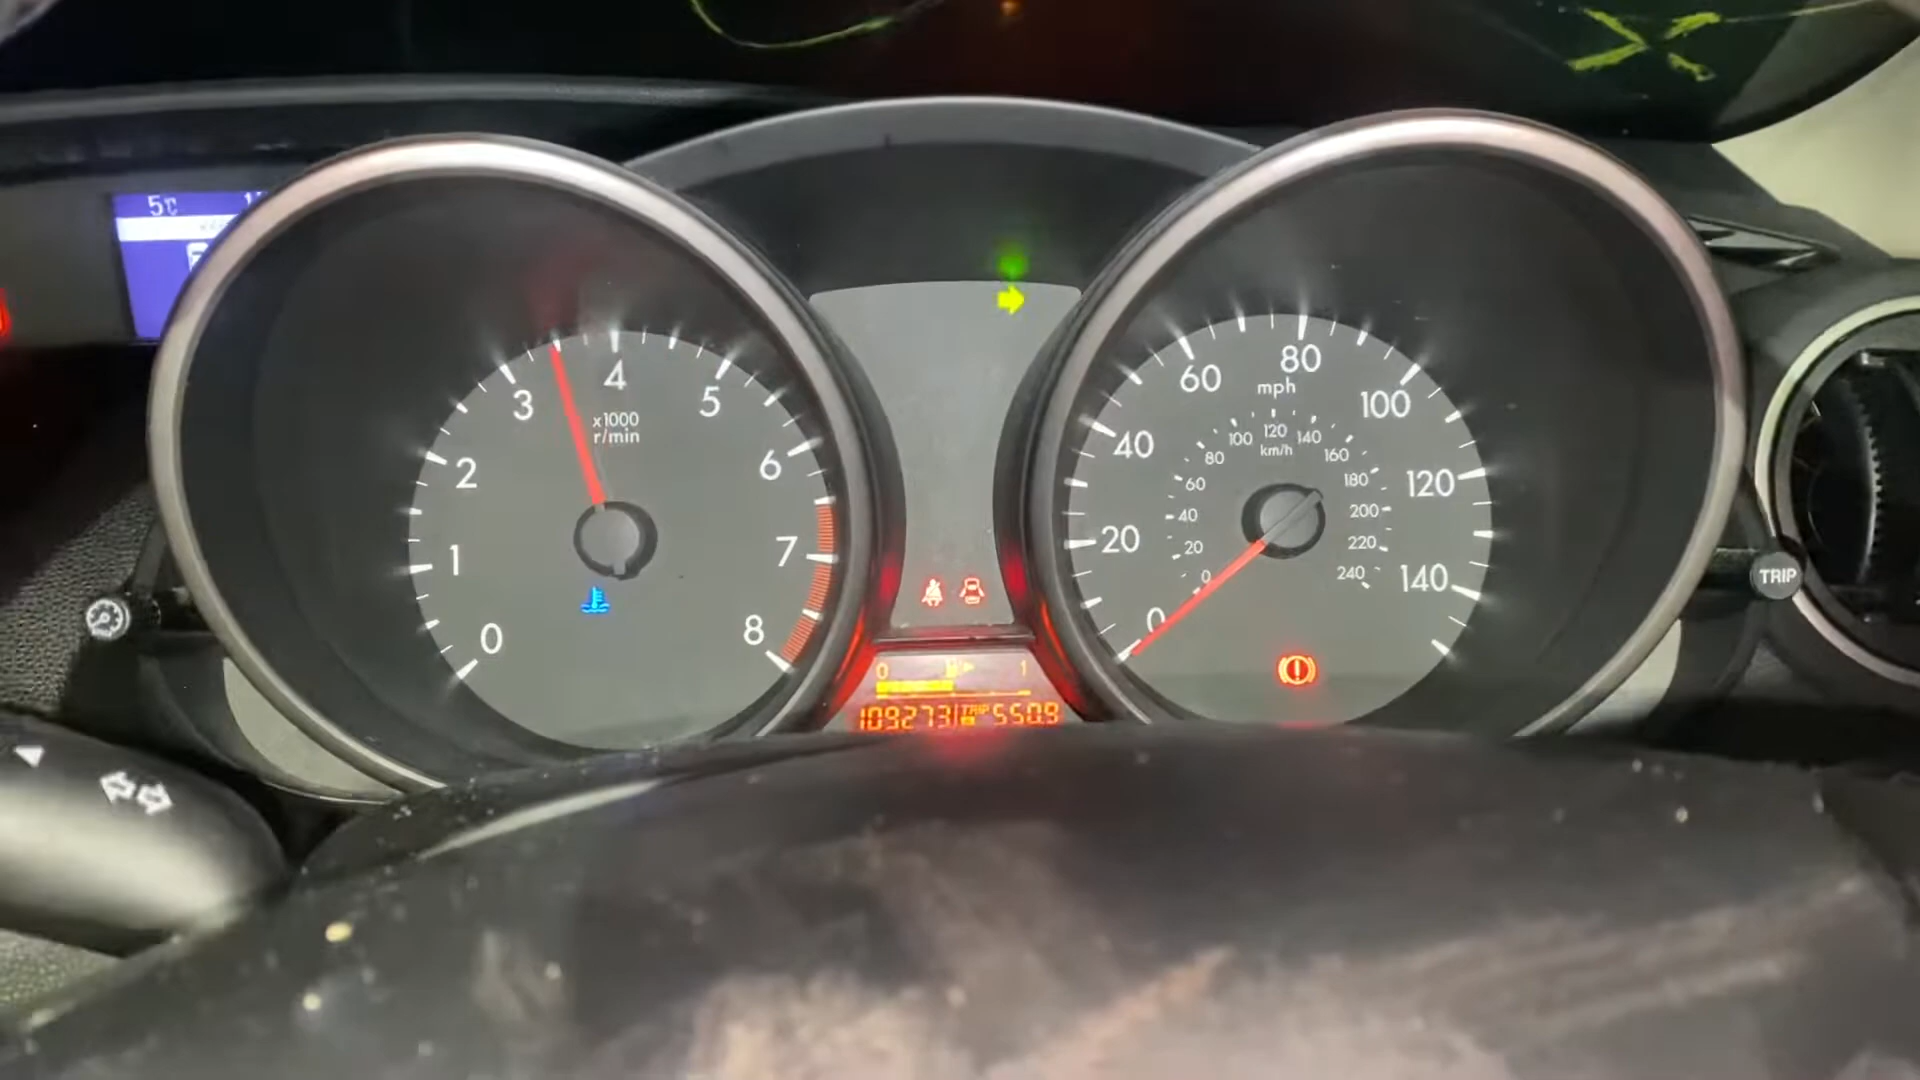 5℃
0 1 2 3 4 5 6 7 8
x1000
r/min
0 20 40 60 80 100 120 140
mph
0 20 40 60 80 100 120 140 160 180 200 220 240
km/h
0 1
109273 TRIP 550.9
TRIP